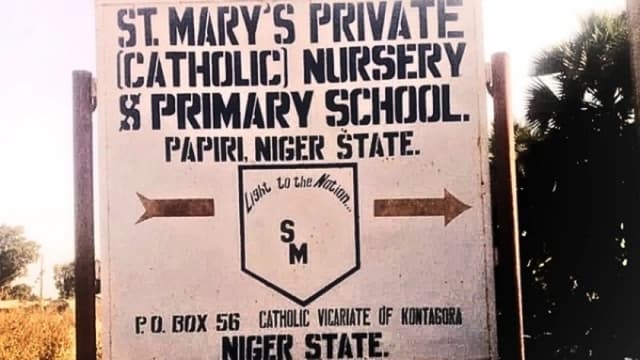 ST. MARY'S PRIVATE
(CATHOLIC) NURSERY
& PRIMARY SCHOOL.
PAPIRI, NIGER STATE.
Light to the Nation...
S
M
P.O. BOX 56 CATHOLIC VICARIATE OF KONTAGORA
NIGER STATE.